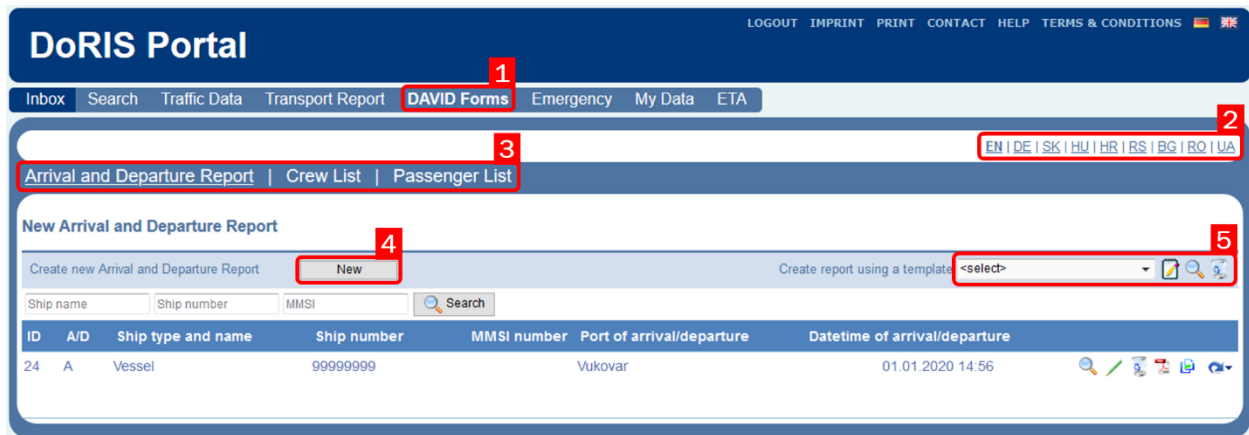 LOGOUT IMPRINT PRINT CONTACT HELP TERMS & CONDITIONS
DoRIS Portal
1
Inbox Search Traffic Data Transport Report DAVID Forms Emergency My Data ETA
2
EN | DE | SK | HU | HR | RS | BG | RO | UA
3
Arrival and Departure Report | Crew List | Passenger List
New Arrival and Departure Report
4
5
Create new Arrival and Departure Report New Create report using a template <select>
Ship name Ship number MMSI Search
ID A/D Ship type and name Ship number MMSI number Port of arrival/departure Datetime of arrival/departure
24 A Vessel 99999999 Vukovar 01.01.2020 14:56